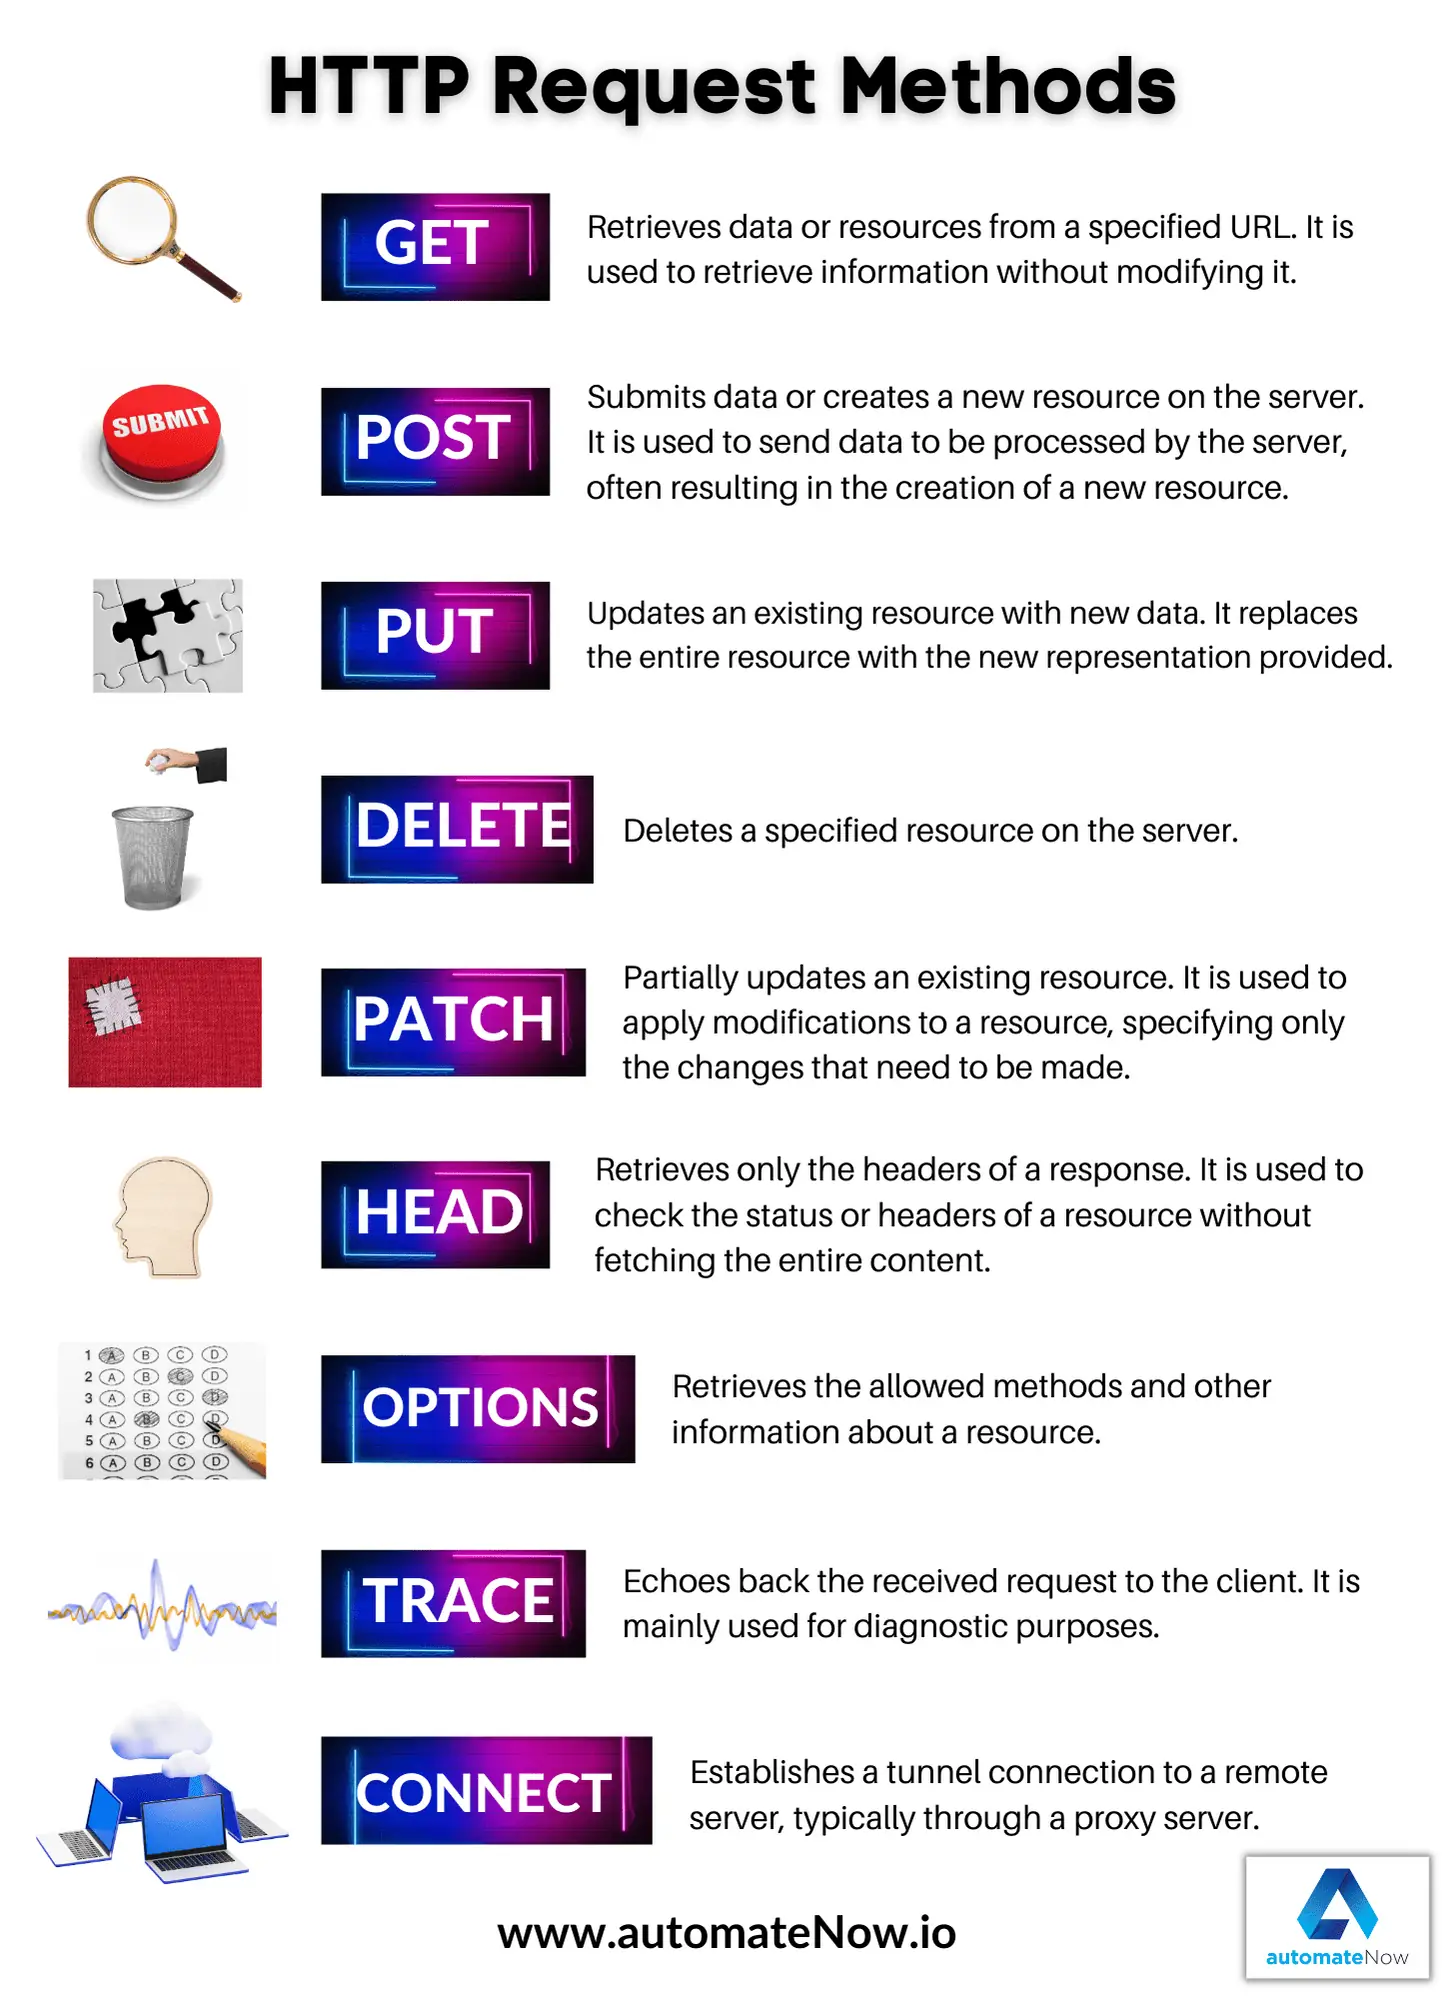 HTTP Request Methods
GET
Retrieves data or resources from a specified URL. It is
used to retrieve information without modifying it.
SUBMIT
POST
Submits data or creates a new resource on the server.
It is used to send data to be processed by the server,
often resulting in the creation of a new resource.
PUT
Updates an existing resource with new data. It replaces
the entire resource with the new representation provided.
DELETE
Deletes a specified resource on the server.
PATCH
Partially updates an existing resource. It is used to
apply modifications to a resource, specifying only
the changes that need to be made.
HEAD
Retrieves only the headers of a response. It is used to
check the status or headers of a resource without
fetching the entire content.
1 A B C D
2 A B C D
3 A B C D
4 A B C D
5 A B C D
6 A B C D
OPTIONS
Retrieves the allowed methods and other
information about a resource.
TRACE
Echoes back the received request to the client. It is
mainly used for diagnostic purposes.
CONNECT
Establishes a tunnel connection to a remote
server, typically through a proxy server.
www.automateNow.io
automateNow